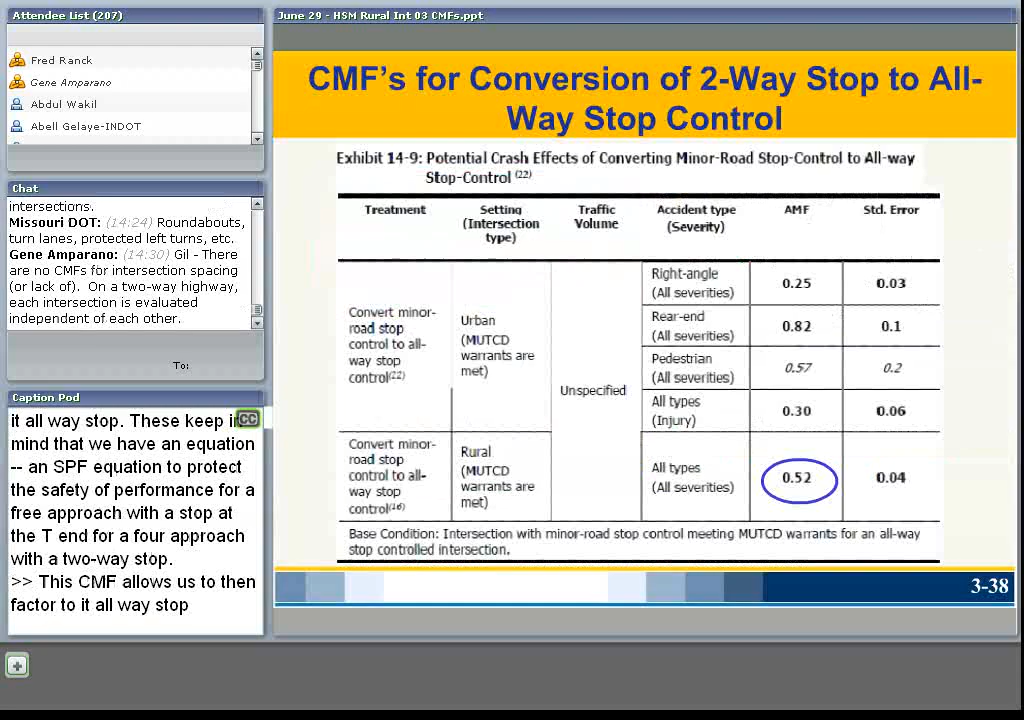 Attendee List (207)
Fred Ranck
Gene Amparano
Abdul Wakil
Abell Gelaye-INDOT
Chat
intersections.
Missouri DOT: (14:24) Roundabouts,
turn lanes, protected left turns, etc.
Gene Amparano: (14:30) Gil - There
are no CMFs for intersection spacing
(or lack of). On a two-way highway,
each intersection is evaluated
independent of each other.
To:
Caption Pod
it all way stop. These keep in
CC
mind that we have an equation
-- an SPF equation to protect
the safety of performance for a
free approach with a stop at
the T end for a four approach
with a two-way stop.
>> This CMF allows us to then
factor to it all way stop
June 29 - HSM Rural Int 03 CMFs.ppt
CMF's for Conversion of 2-Way Stop to All-
Way Stop Control
Exhibit 14-9: Potential Crash Effects of Converting Minor-Road Stop-Control to All-way
Stop-Control (22)
Treatment
Setting
(Intersection
type)
Traffic
Volume
Accident type
(Severity)
AMF
Std. Error
Convert minor-
road stop
control to all-
way stop
control(22)
Urban
(MUTCD
warrants are
met)
Unspecified
Right-angle
(All severities)
0.25
0.03
Rear-end
(All severities)
0.82
0.1
Pedestrian
(All severities)
0.57
0.2
All types
(Injury)
0.30
0.06
Convert minor-
road stop
control to all-
way stop
control(16)
Rural
(MUTCD
warrants are
met)
All types
(All severities)
0.52
0.04
Base Condition: Intersection with minor-road stop control meeting MUTCD warrants for an all-way
stop controlled intersection.
3-38